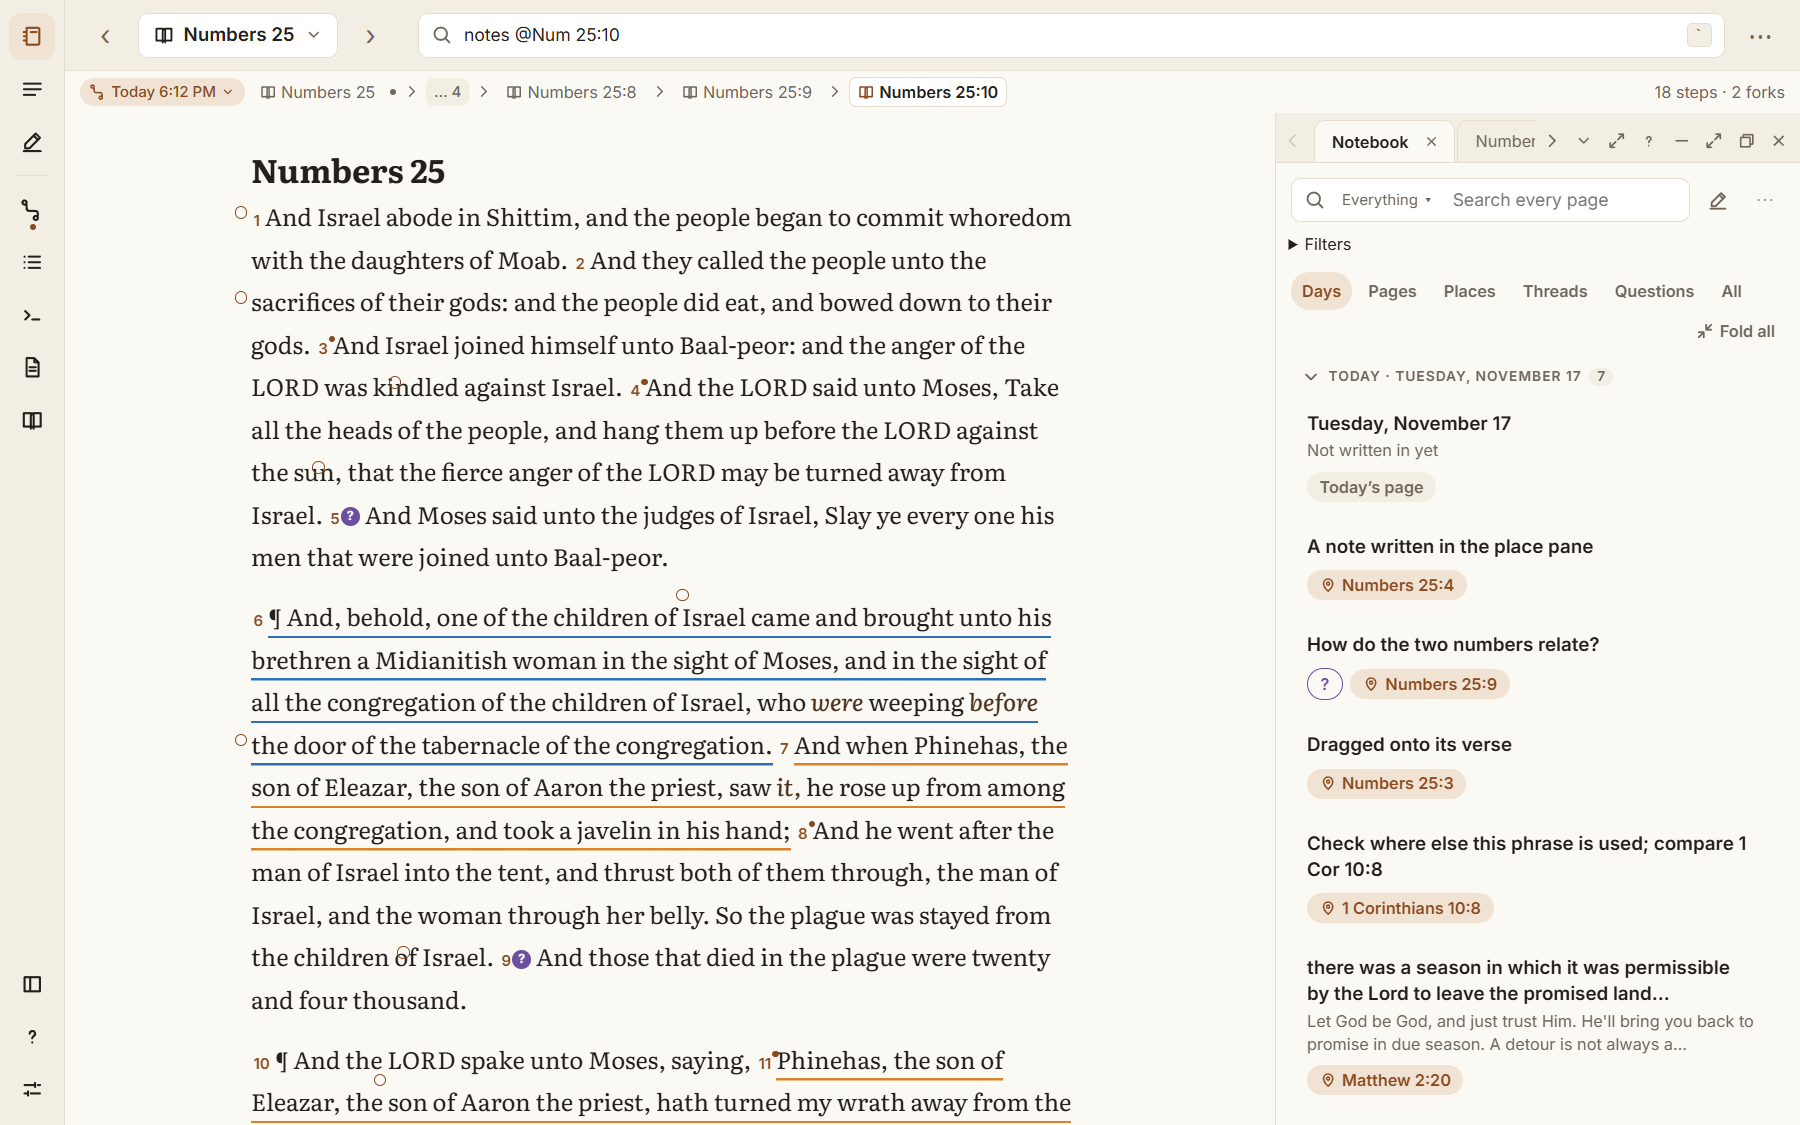 Numbers 25
notes @Num 25:10
`
Today 6:12 PM
Numbers 25
... 4
Numbers 25:8
Numbers 25:9
Numbers 25:10
18 steps · 2 forks
Numbers 25
1 And Israel abode in Shittim, and the people began to commit whoredom
with the daughters of Moab. 2 And they called the people unto the
sacrifices of their gods: and the people did eat, and bowed down to their
gods. 3 And Israel joined himself unto Baal-peor: and the anger of the
LORD was kindled against Israel. 4 And the LORD said unto Moses, Take
all the heads of the people, and hang them up before the LORD against
the sun, that the fierce anger of the LORD may be turned away from
Israel. 5 ? And Moses said unto the judges of Israel, Slay ye every one his
men that were joined unto Baal-peor.
6 ¶ And, behold, one of the children of Israel came and brought unto his
brethren a Midianitish woman in the sight of Moses, and in the sight of
all the congregation of the children of Israel, who were weeping before
the door of the tabernacle of the congregation. 7 And when Phinehas, the
son of Eleazar, the son of Aaron the priest, saw it, he rose up from among
the congregation, and took a javelin in his hand; 8 And he went after the
man of Israel into the tent, and thrust both of them through, the man of
Israel, and the woman through her belly. So the plague was stayed from
the children of Israel. 9 ? And those that died in the plague were twenty
and four thousand.
10 ¶ And the LORD spake unto Moses, saying, 11 Phinehas, the son of
Eleazar, the son of Aaron the priest, hath turned my wrath away from the
?
Notebook
Number
?
Everything
Search every page
Filters
Days
Pages
Places
Threads
Questions
All
Fold all
TODAY · TUESDAY, NOVEMBER 17 7
Tuesday, November 17
Not written in yet
Today's page
A note written in the place pane
Numbers 25:4
How do the two numbers relate?
? Numbers 25:9
Dragged onto its verse
Numbers 25:3
Check where else this phrase is used; compare 1
Cor 10:8
1 Corinthians 10:8
there was a season in which it was permissible
by the Lord to leave the promised land...
Let God be God, and just trust Him. He'll bring you back to
promise in due season. A detour is not always a...
Matthew 2:20